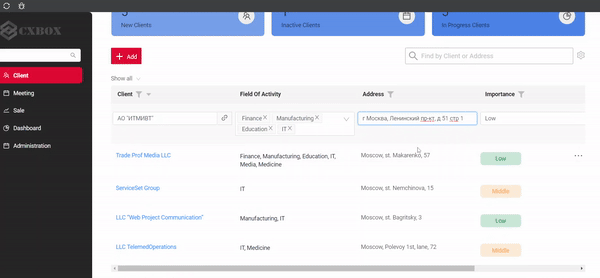 CXBOX
New Clients
Inactive Clients
In Progress Clients
+ Add
Find by Client or Address
Show all
Client
Meeting
Sale
Dashboard
Administration
Client Field Of Activity Address Importance
АО "ИТМИВТ" Finance × Manufacturing × г Москва, Ленинский пр-кт, д 51 стр 1 Low
Education × IT ×
Trade Prof Media LLC Finance, Manufacturing, Education, IT, Moscow, st. Makarenko, 57 Low
Media, Medicine
ServiceSet Group IT Moscow, st. Nemchinova, 15 Middle
LLC "Web Project Communication" Manufacturing, IT Moscow, st. Bagritsky, 3 Low
LLC TelemedOperations IT, Medicine Moscow, Polevoy 1st, lane, 72 Middle